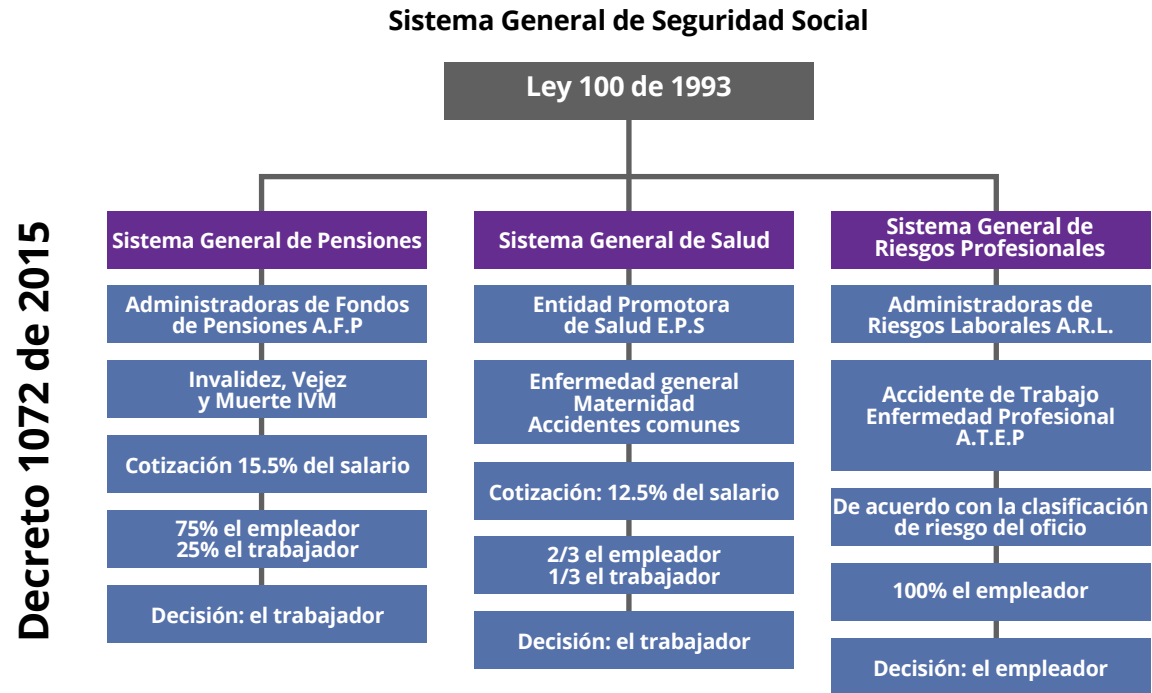 Sistema General de Seguridad Social
Ley 100 de 1993
Decreto 1072 de 2015
Sistema General de Pensiones
Administradoras de Fondos
de Pensiones A.F.P
Invalidez, Vejez
y Muerte IVM
Cotización 15.5% del salario
75% el empleador
25% el trabajador
Decisión: el trabajador
Sistema General de Salud
Entidad Promotora
de Salud E.P.S
Enfermedad general
Maternidad
Accidentes comunes
Cotización: 12.5% del salario
2/3 el empleador
1/3 el trabajador
Decisión: el trabajador
Sistema General de
Riesgos Profesionales
Administradoras de
Riesgos Laborales A.R.L.
Accidente de Trabajo
Enfermedad Profesional
A.T.E.P
De acuerdo con la clasificación
de riesgo del oficio
100% el empleador
Decisión: el empleador